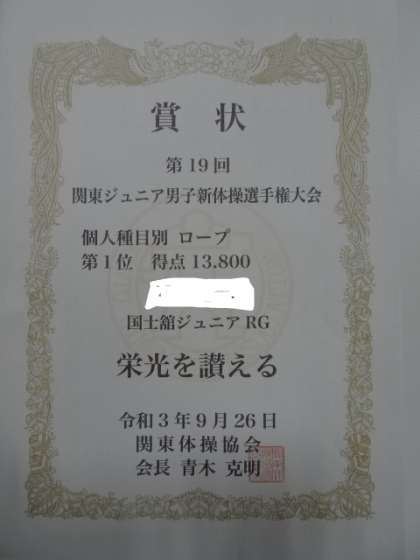 賞状
第19回
関東ジュニア男子新体操選手権大会
個人種目別 ロープ
第1位 得点13.800
国士舘ジュニアRG
栄光を讃える
令和3年9月26日
関東体操協会
会長 青木 克明